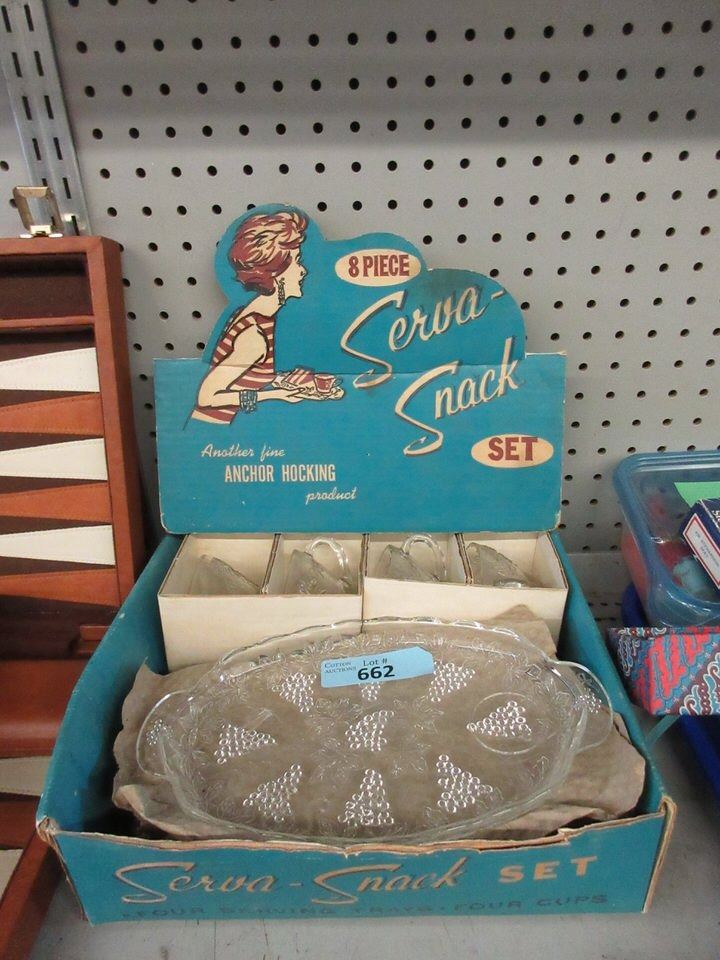 8 PIECE
Serva-
Snack
SET
Another fine
ANCHOR HOCKING
product
COTTON
AUCTIONS
Lot #
662
Serva-Snack SET
FOUR SERVING TRAYS • FOUR CUPS